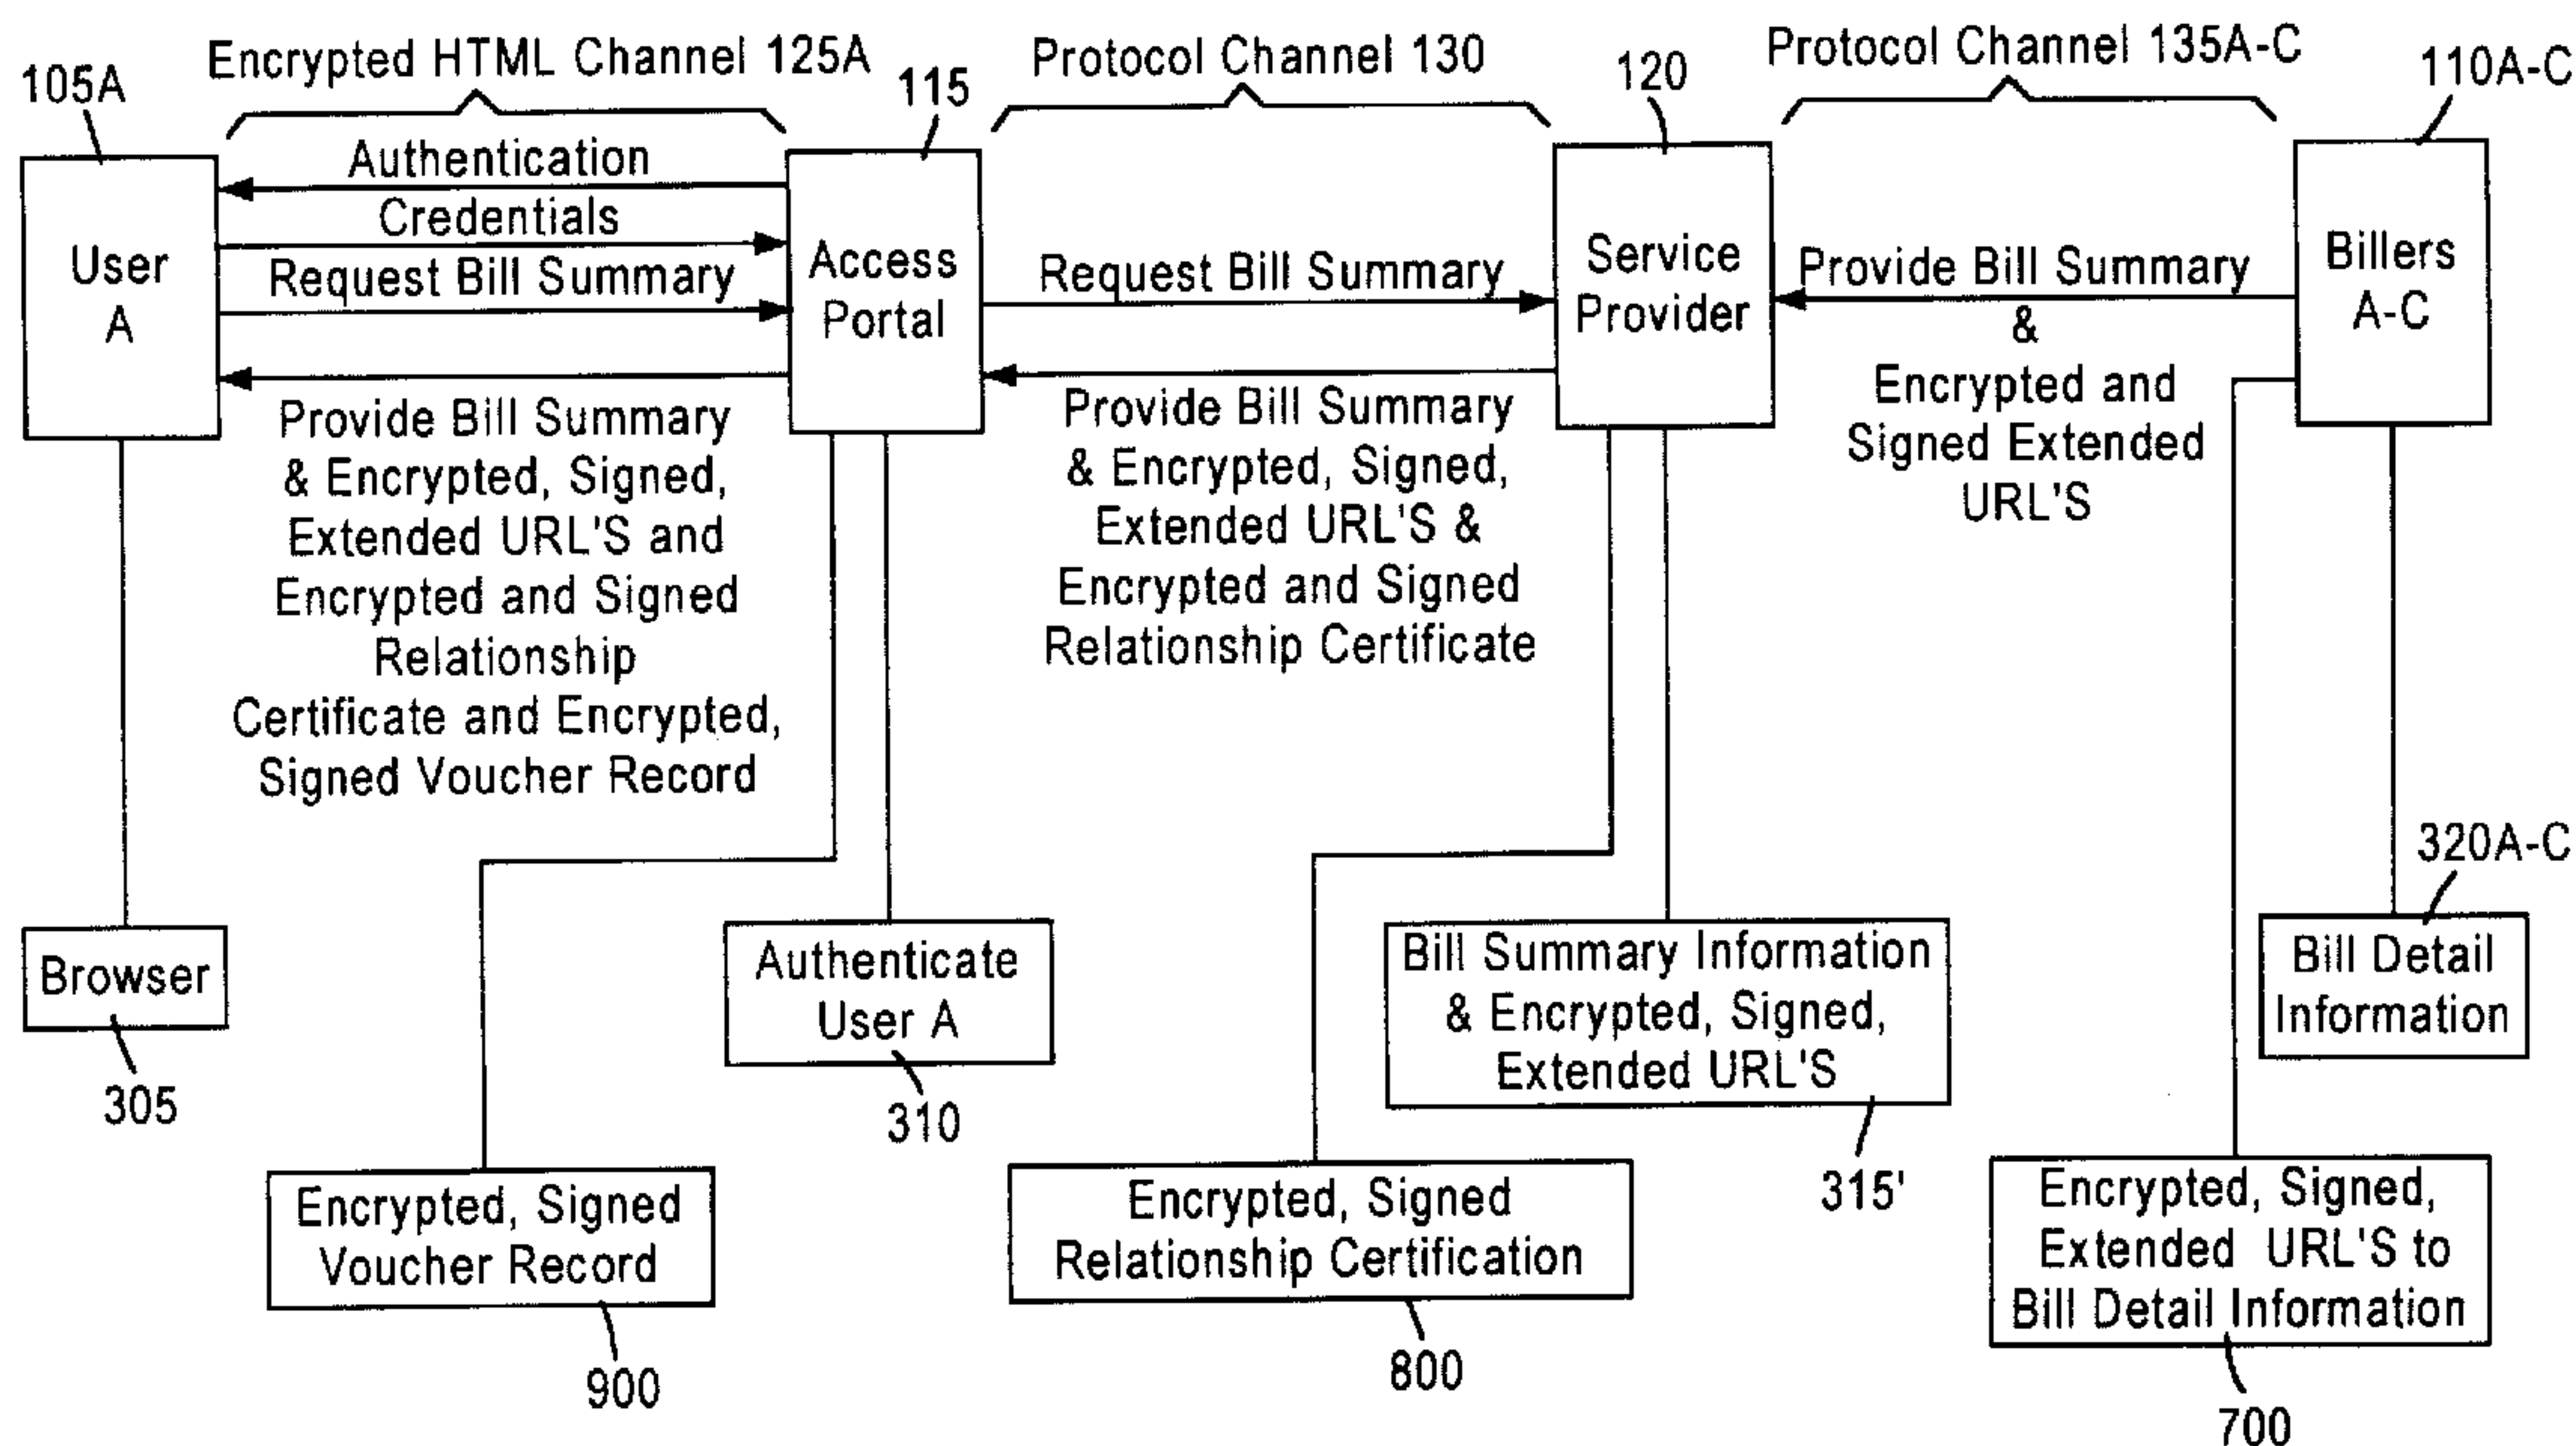 Encrypted HTML Channel 125A
Protocol Channel 130
Protocol Channel 135A-C
105A
115
120
110A-C
User
A
Authentication
Credentials
Request Bill Summary
Provide Bill Summary
& Encrypted, Signed,
Extended URL'S and
Encrypted and Signed
Relationship
Certificate and Encrypted,
Signed Voucher Record
Access
Portal
Request Bill Summary
Provide Bill Summary
& Encrypted, Signed,
Extended URL'S &
Encrypted and Signed
Relationship Certificate
Service
Provider
Provide Bill Summary
&
Encrypted and
Signed Extended
URL'S
Billers
A-C
320A-C
Browser
305
Authenticate
User A
310
Bill Summary Information
& Encrypted, Signed,
Extended URL'S
315'
Bill Detail
Information
Encrypted, Signed
Voucher Record
900
Encrypted, Signed
Relationship Certification
800
Encrypted, Signed,
Extended URL'S to
Bill Detail Information
700